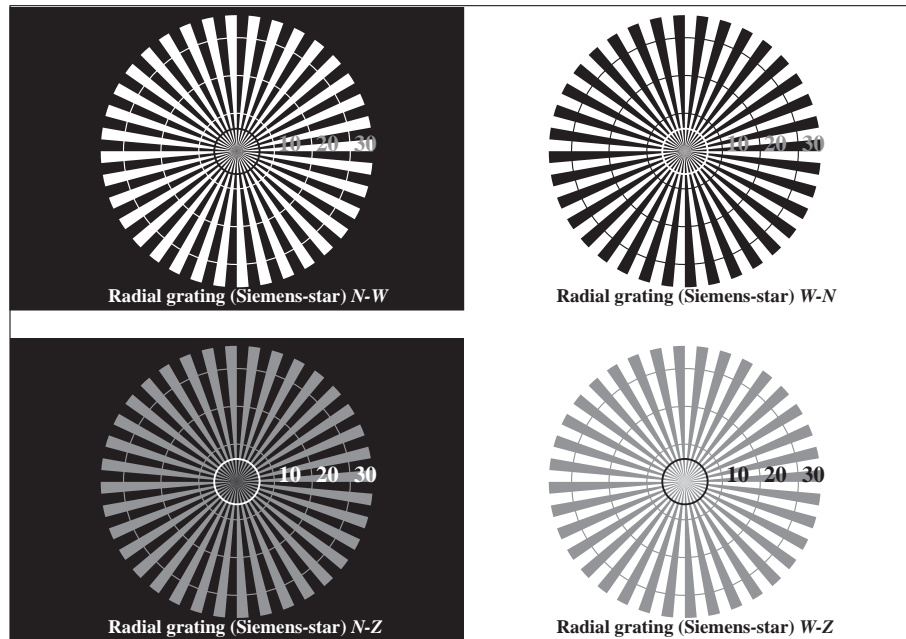 10 20 30
Radial grating (Siemens-star) N-W
10 20 30
Radial grating (Siemens-star) W-N
10 20 30
Radial grating (Siemens-star) N-Z
10 20 30
Radial grating (Siemens-star) W-Z